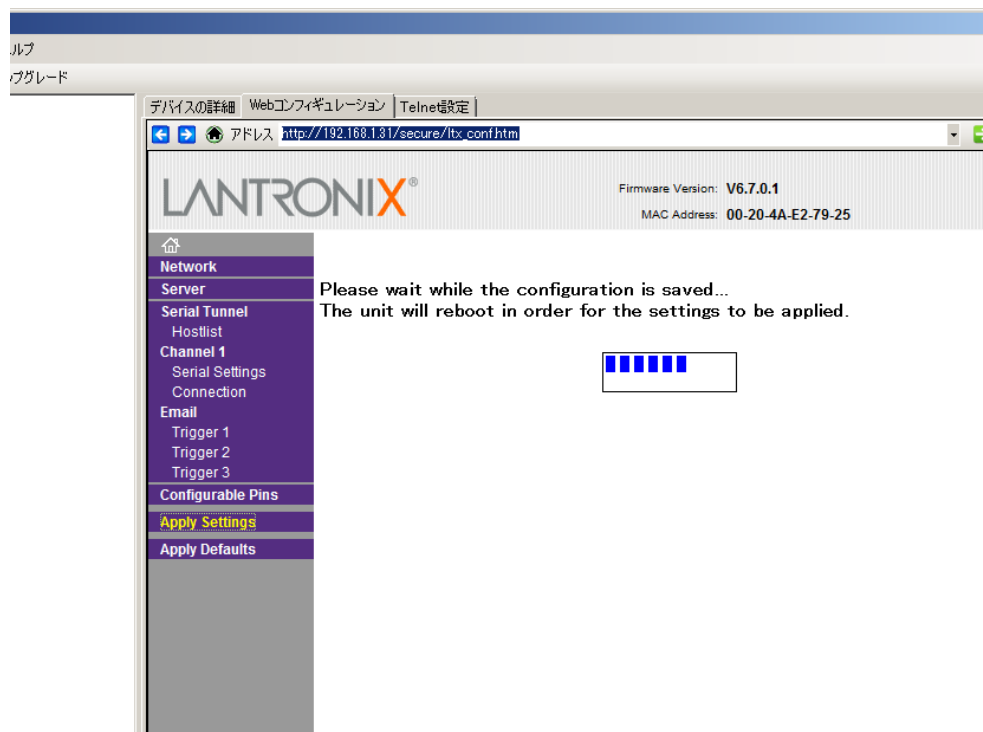 ルプ
プグレード
デバイスの詳細 Webコンフィギュレーション Telnet設定
アドレス http://192.168.1.31/secure/ltx_conf.htm
LANTRONIX®
Firmware Version: V6.7.0.1
MAC Address: 00-20-4A-E2-79-25
Network
Server
Serial Tunnel
Hostlist
Channel 1
Serial Settings
Connection
Email
Trigger 1
Trigger 2
Trigger 3
Configurable Pins
Apply Settings
Apply Defaults
Please wait while the configuration is saved...
The unit will reboot in order for the settings to be applied.